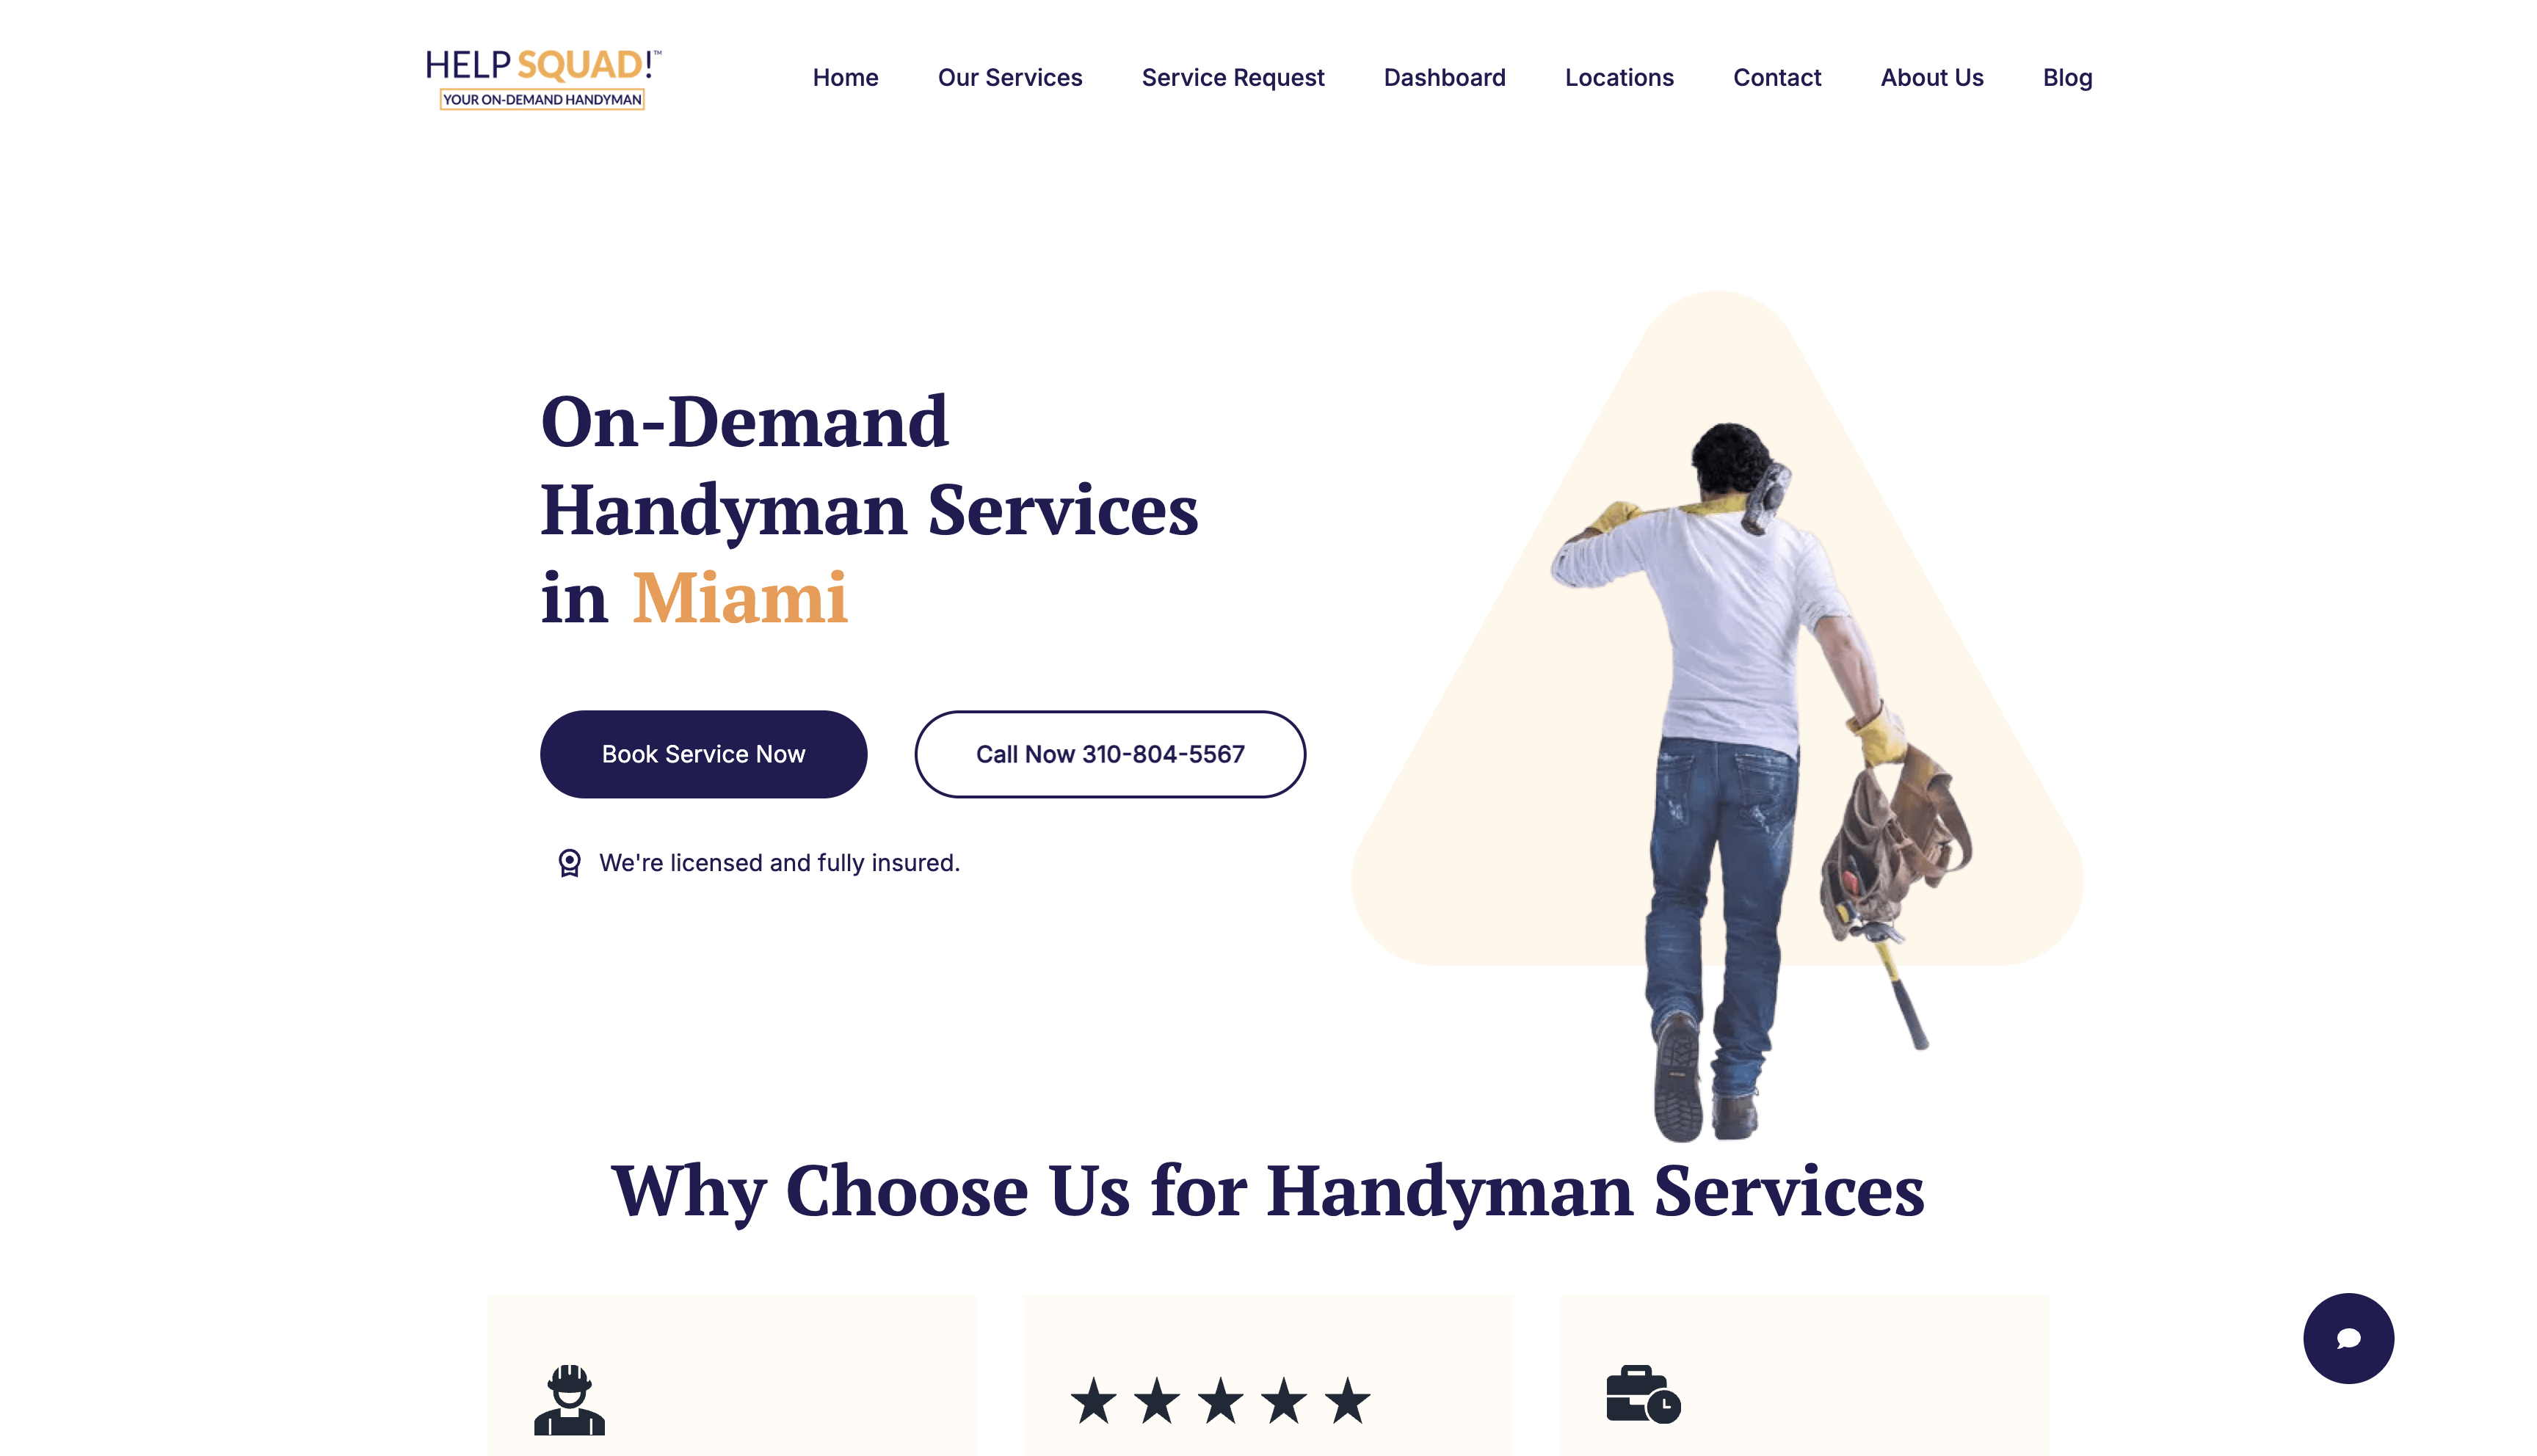 HELP SQUAD!™
YOUR ON-DEMAND HANDYMAN
Home Our Services Service Request Dashboard Locations Contact About Us Blog
On-Demand
Handyman Services
in Miami
Book Service Now
Call Now 310-804-5567
We're licensed and fully insured.
Why Choose Us for Handyman Services